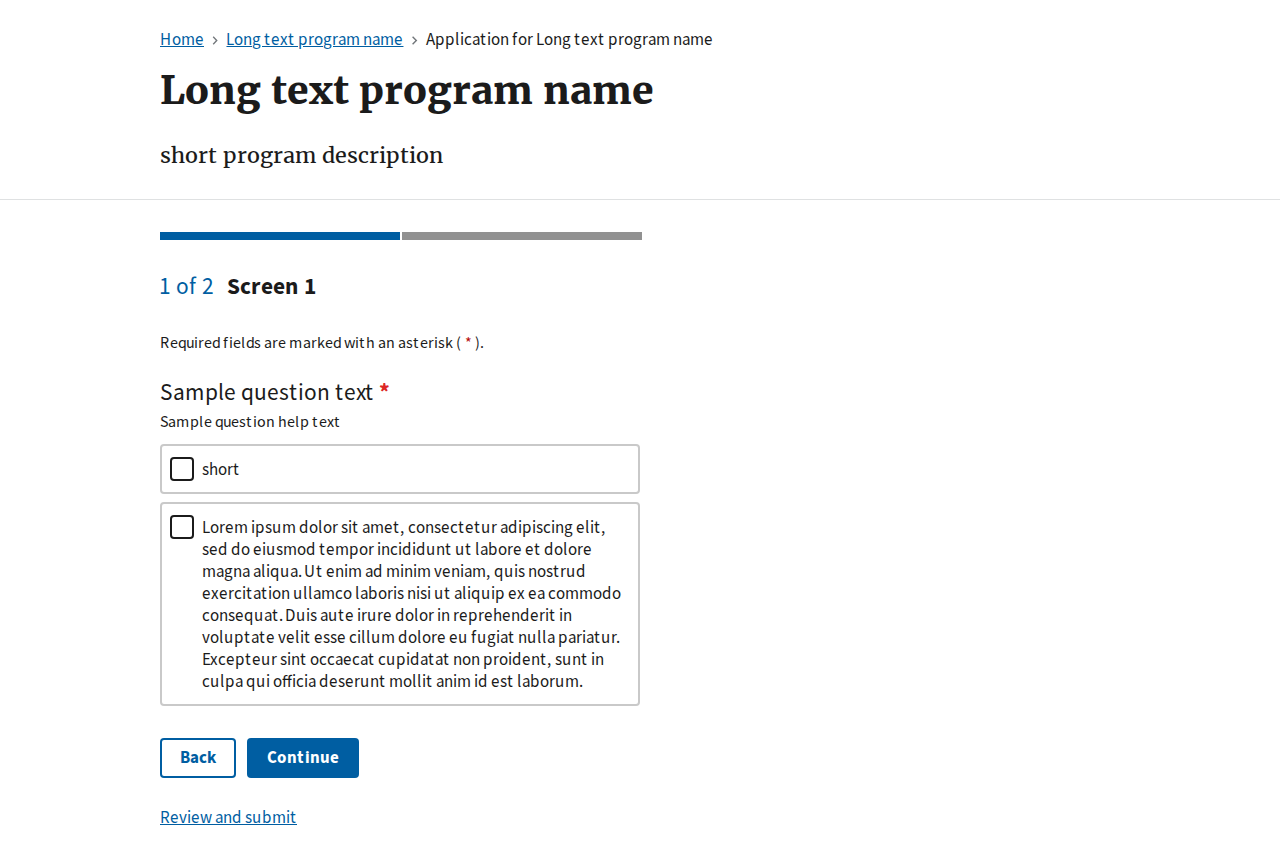 Home › Long text program name › Application for Long text program name
Long text program name
short program description
1 of 2 Screen 1
Required fields are marked with an asterisk ( * ).
Sample question text *
Sample question help text
short
Lorem ipsum dolor sit amet, consectetur adipiscing elit,
sed do eiusmod tempor incididunt ut labore et dolore
magna aliqua. Ut enim ad minim veniam, quis nostrud
exercitation ullamco laboris nisi ut aliquip ex ea commodo
consequat. Duis aute irure dolor in reprehenderit in
voluptate velit esse cillum dolore eu fugiat nulla pariatur.
Excepteur sint occaecat cupidatat non proident, sunt in
culpa qui officia deserunt mollit anim id est laborum.
Back Continue
Review and submit